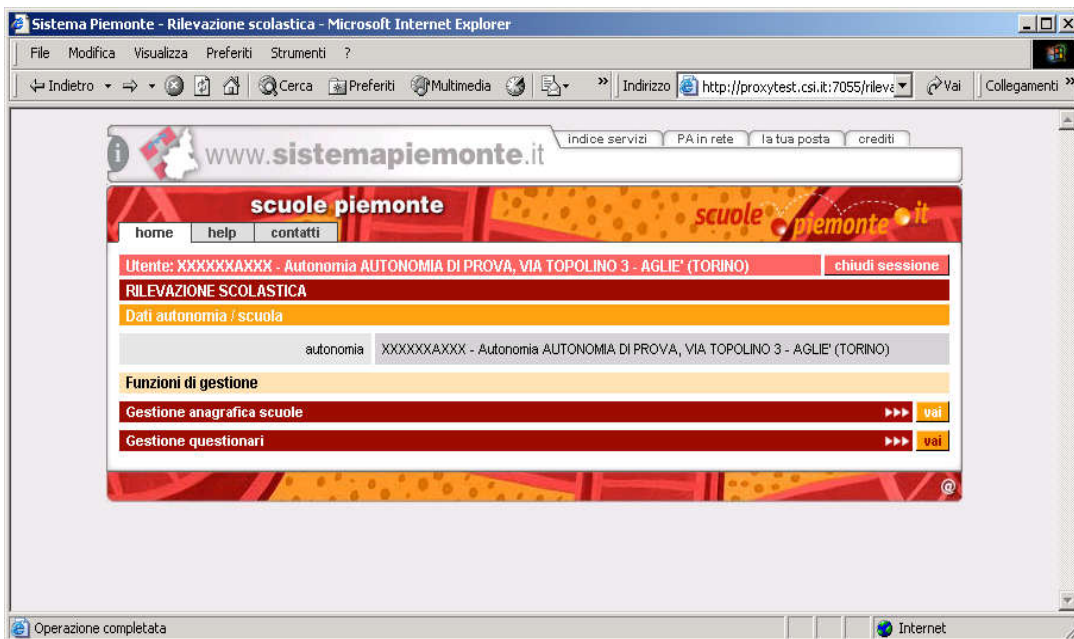 Sistema Piemonte - Rilevazione scolastica - Microsoft Internet Explorer
File Modifica Visualizza Preferiti Strumenti ?
Indietro Cerca Preferiti Multimedia » Indirizzo http://proxytest.csi.it:7055/rileva Vai Collegamenti »
indice servizi PA in rete la tua posta crediti
i www.sistemapiemonte.it
scuole piemonte
scuole piemonte it
home help contatti
Utente: XXXXXXAXXX - Autonomia AUTONOMIA DI PROVA, VIA TOPOLINO 3 - AGLIE' (TORINO) chiudi sessione
RILEVAZIONE SCOLASTICA
Dati autonomia / scuola
autonomia XXXXXXAXXX - Autonomia AUTONOMIA DI PROVA, VIA TOPOLINO 3 - AGLIE' (TORINO)
Funzioni di gestione
Gestione anagrafica scuole vai
Gestione questionari vai
@
Operazione completata Internet